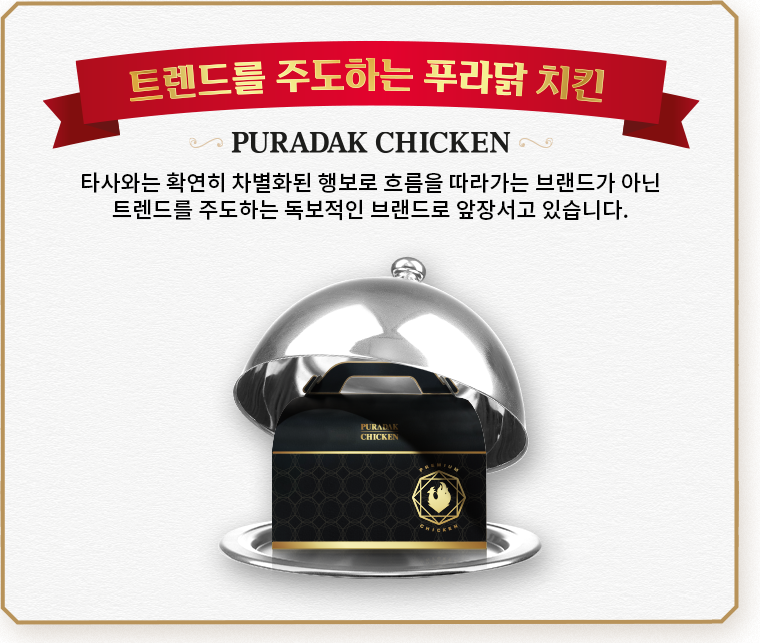 트렌드를 주도하는 푸라닭 치킨
PURADAK CHICKEN
타사와는 확연히 차별화된 행보로 흐름을 따라가는 브랜드가 아닌
트렌드를 주도하는 독보적인 브랜드로 앞장서고 있습니다.
PURADAK
CHICKEN
PREMIUM
CHICKEN